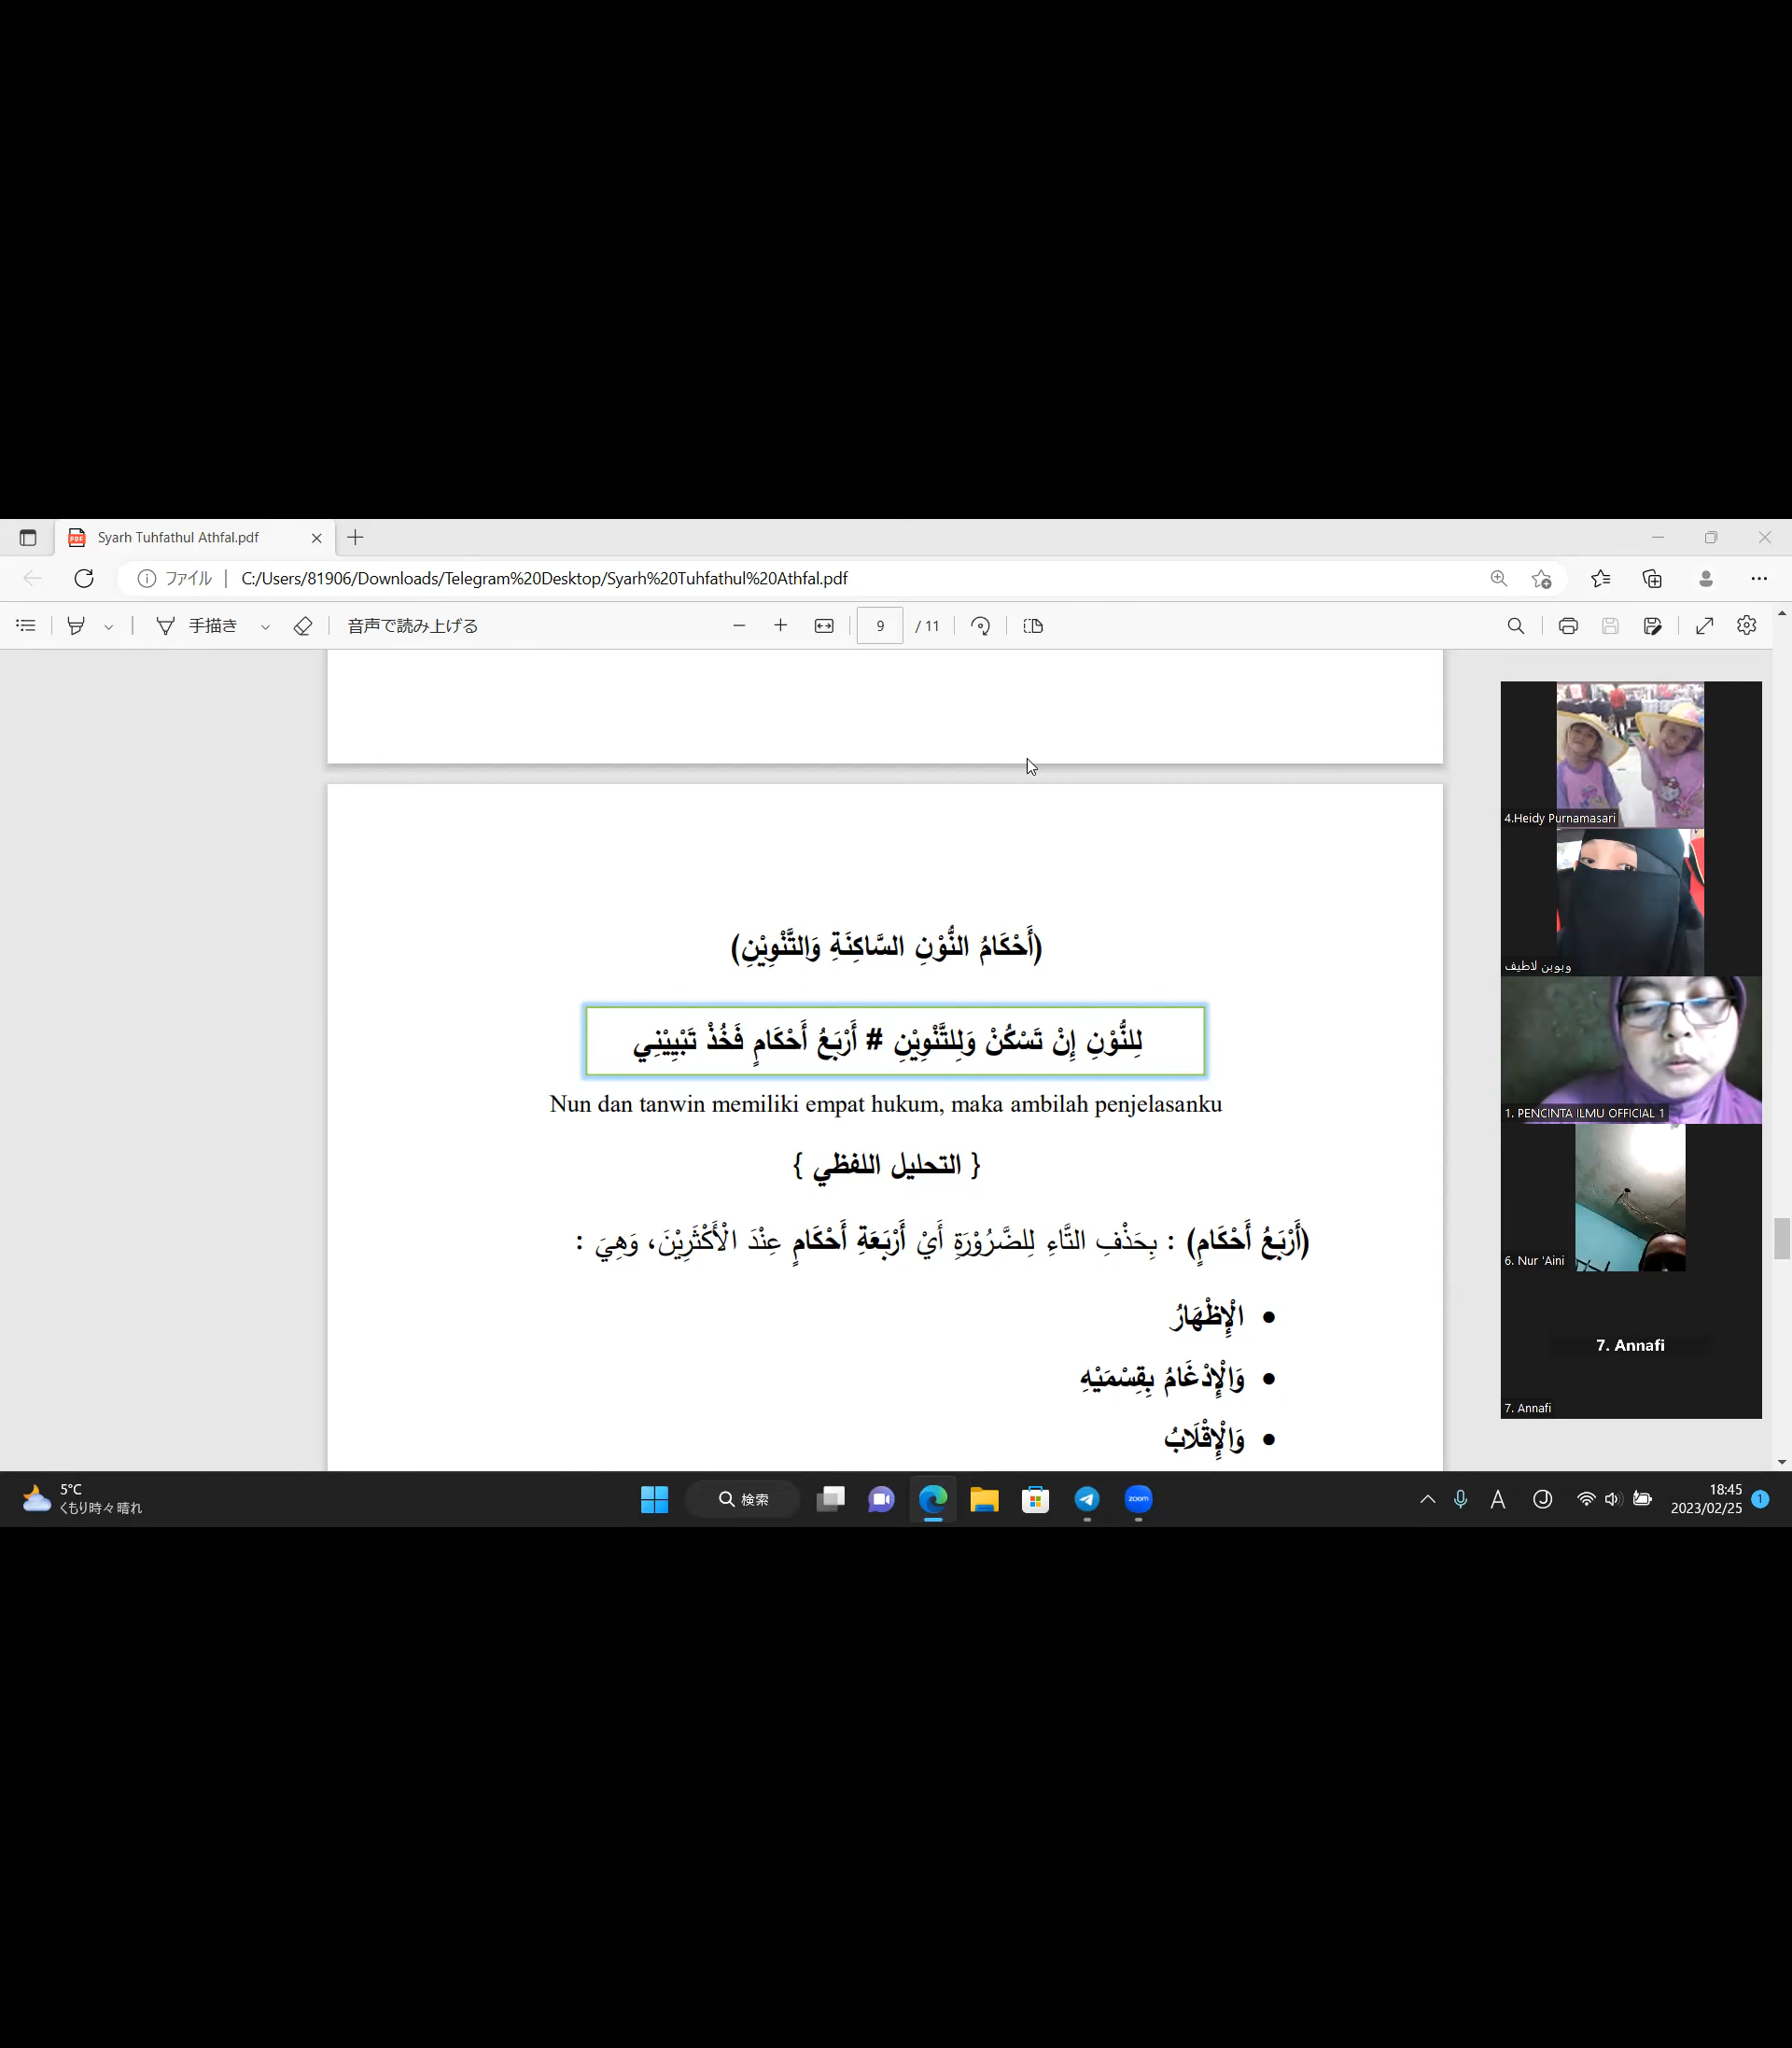 Syarh Tuhfathul Athfal.pdf
ファイル | C:/Users/81906/Downloads/Telegram%20Desktop/Syarh%20Tuhfathul%20Athfal.pdf
手描き 音声で読み上げる 9 / 11
(أَحْكَامُ النُّوْنِ السَّاكِنَةِ وَالتَّنْوِيْنِ)
لِلنُّوْنِ إِنْ تَسْكُنْ وَلِلتَّنْوِيْنِ # أَرْبَعُ أَحْكَامٍ فَخُذْ تَبْيِيْنِي
Nun dan tanwin memiliki empat hukum, maka ambilah penjelasanku
{ التحليل اللفظي }
(أَرْبَعُ أَحْكَامٍ) : بِحَذْفِ التَّاءِ لِلضَّرُوْرَةِ أَيْ أَرْبَعَةِ أَحْكَامٍ عِنْدَ الْأَكْثَرِيْنَ، وَهِيَ :
• الْإِظْهَارُ
• وَالْإِدْغَامُ بِقِسْمَيْهِ
• وَالْإِقْلَابُ
4.Heidy Purnamasari
وبوبن لاطيف
1. PENCINTA ILMU OFFICIAL 1
6. Nur 'Aini
7. Annafi
7. Annafi
5°C
くもり時々晴れ
検索
zoom
A
18:45
2023/02/25
1